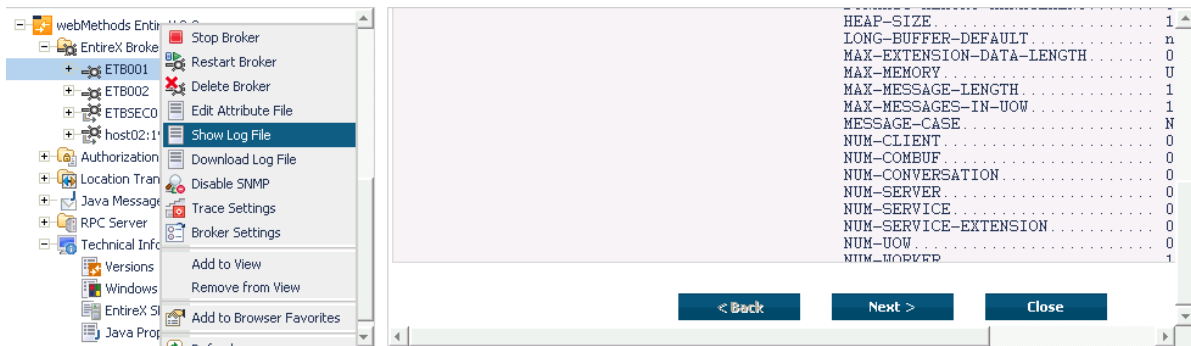 webMethods Entire
EntireX Broke
ETB001
ETB002
ETBSEC0
host02:1
Authorization
Location Tran
Java Message
RPC Server
Technical Info
Versions
Windows
EntireX
Java Prop
Stop Broker
Restart Broker
Delete Broker
Edit Attribute File
Show Log File
Download Log File
Disable SNMP
Trace Settings
Broker Settings
Add to View
Remove from View
Add to Browser Favorites
HEAP-SIZE.................... 1
LONG-BUFFER-DEFAULT............ n
MAX-EXTENSION-DATA-LENGTH...... 0
MAX-MEMORY.................... U
MAX-MESSAGE-LENGTH............. 1
MAX-MESSAGES-IN-UOW............ 1
MESSAGE-CASE................... N
NUM-CLIENT.................... 0
NUM-COMBUF.................... 0
NUM-CONVERSATION............... 0
NUM-SERVER.................... 0
NUM-SERVICE.................... 0
NUM-SERVICE-EXTENSION.......... 0
NUM-UOW....................... 0
NUM-WORKER.................... 1
< Back
Next >
Close